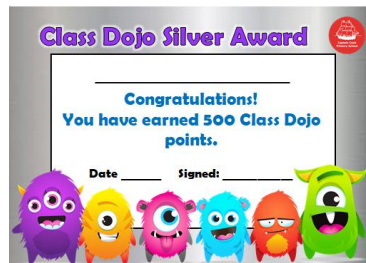 Class Dojo Silver Award
Congratulations!
You have earned 500 Class Dojo
points.
Date Signed: